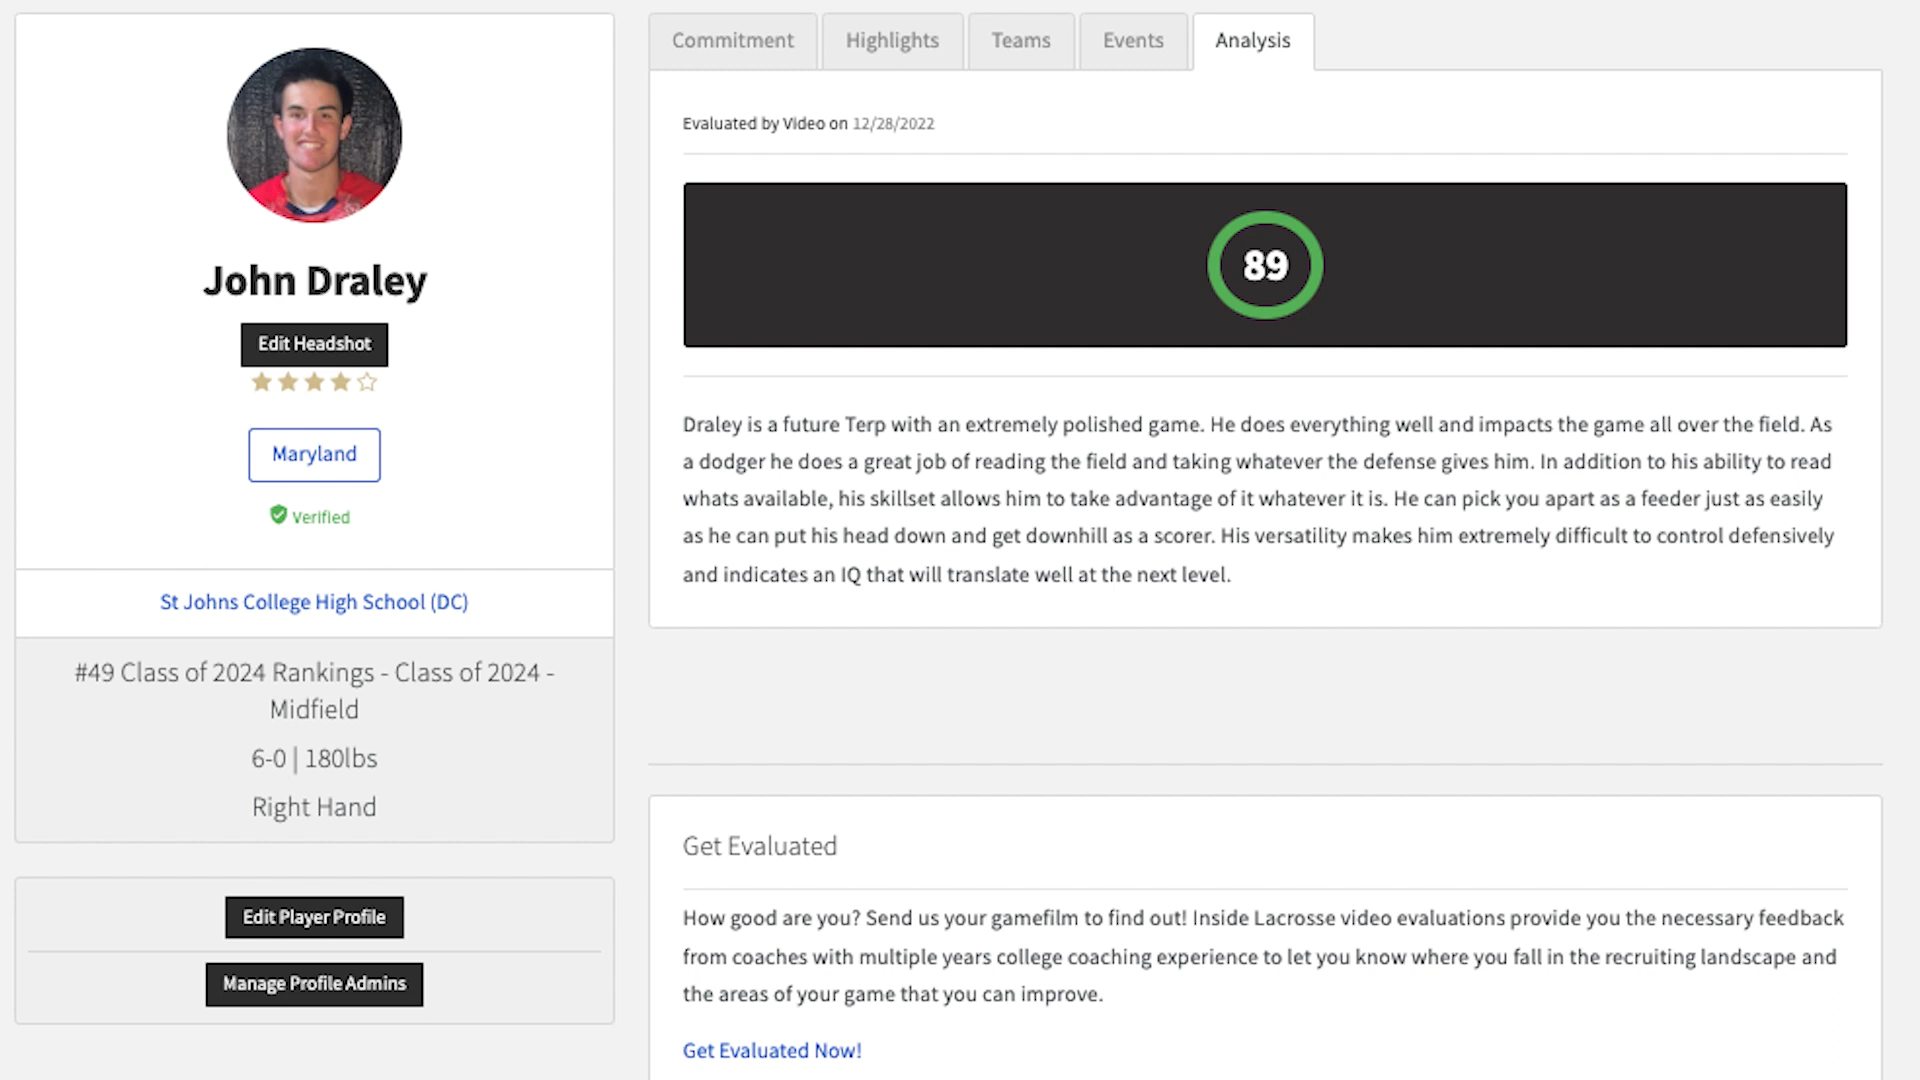 John Draley
Edit Headshot
Maryland
Verified
St Johns College High School (DC)
#49 Class of 2024 Rankings - Class of 2024 -
Midfield
6-0 | 180lbs
Right Hand
Edit Player Profile
Manage Profile Admins
Commitment
Highlights
Teams
Events
Analysis
Evaluated by Video on 12/28/2022
89
Draley is a future Terp with an extremely polished game. He does everything well and impacts the game all over the field. As
a dodger he does a great job of reading the field and taking whatever the defense gives him. In addition to his ability to read
whats available, his skillset allows him to take advantage of it whatever it is. He can pick you apart as a feeder just as easily
as he can put his head down and get downhill as a scorer. His versatility makes him extremely difficult to control defensively
and indicates an IQ that will translate well at the next level.
Get Evaluated
How good are you? Send us your gamefilm to find out! Inside Lacrosse video evaluations provide you the necessary feedback
from coaches with multiple years college coaching experience to let you know where you fall in the recruiting landscape and
the areas of your game that you can improve.
Get Evaluated Now!